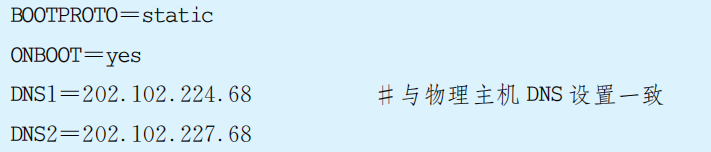 BOOTPROTO=static
ONBOOT=yes
DNS1=202.102.224.68 #与物理主机 DNS 设置一致
DNS2=202.102.227.68